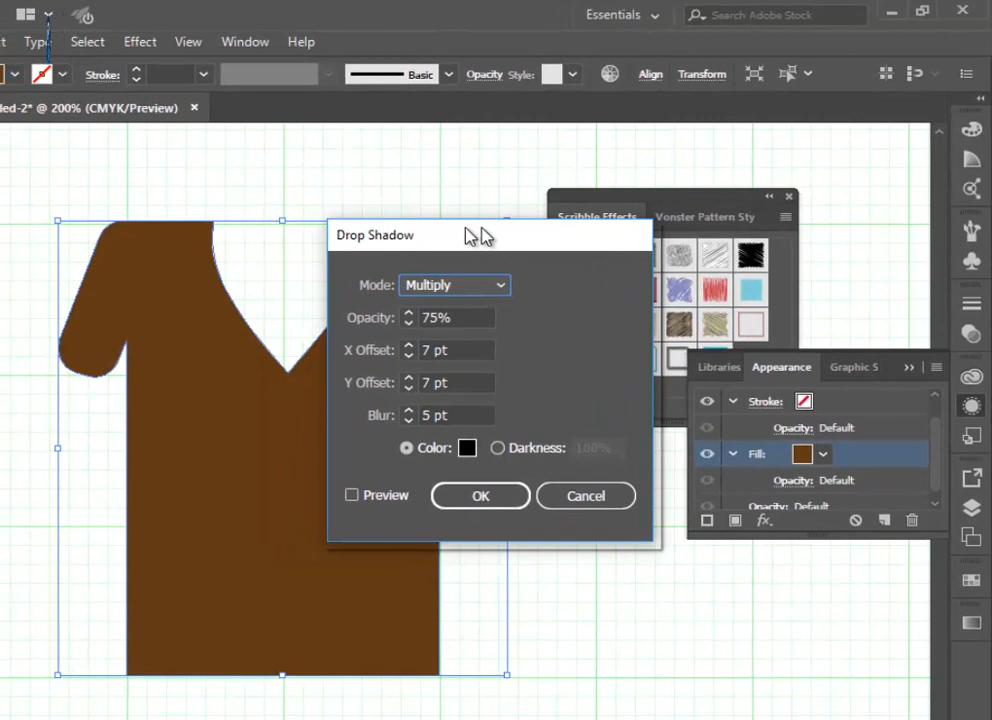 Essentials
Search Adobe Stock
Type Select Effect View Window Help
Stroke: Basic Opacity Style: Align Transform
ed-2* @ 200% (CMYK/Preview) ×
Scribble Effects Vonster Pattern Sty
Drop Shadow
Mode: Multiply
Opacity: 75%
X Offset: 7 pt
Y Offset: 7 pt
Blur: 5 pt
Color: Darkness: 100%
Preview OK Cancel
Libraries Appearance Graphic S
Stroke:
Opacity: Default
Fill:
Opacity: Default
Opacity: Default
fx.